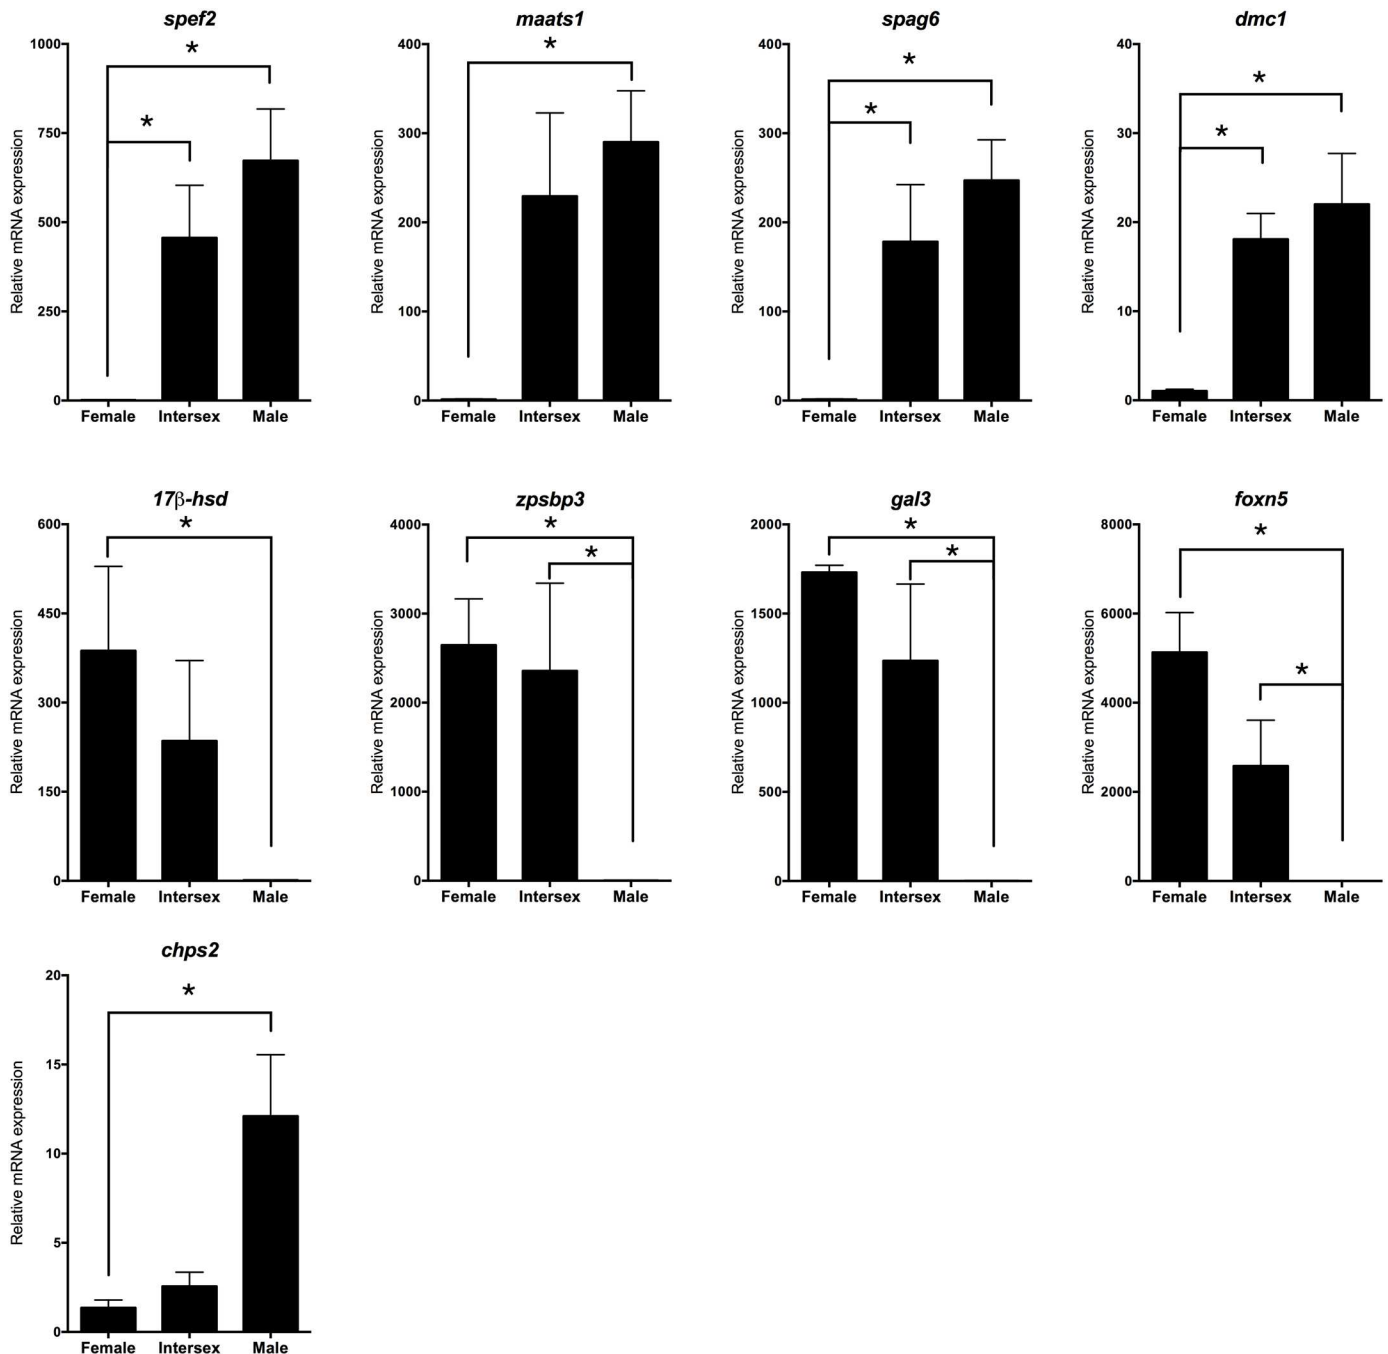 spef2
*
*
Relative mRNA expression
1000
750
500
250
0
Female Intersex Male
maats1
*
Relative mRNA expression
400
300
200
100
0
Female Intersex Male
spag6
*
*
Relative mRNA expression
400
300
200
100
0
Female Intersex Male
dmc1
*
*
Relative mRNA expression
40
30
20
10
0
Female Intersex Male
17β-hsd
*
Relative mRNA expression
600
450
300
150
0
Female Intersex Male
zpsbp3
*
*
Relative mRNA expression
4000
3000
2000
1000
0
Female Intersex Male
gal3
*
*
Relative mRNA expression
2000
1500
1000
500
0
Female Intersex Male
foxn5
*
*
Relative mRNA expression
8000
6000
4000
2000
0
Female Intersex Male
chps2
*
Relative mRNA expression
20
15
10
5
0
Female Intersex Male